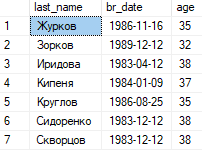 last_name br_date age
1 Журков 1986-11-16 35
2 Зорков 1989-12-12 32
3 Иридова 1983-04-12 38
4 Кипеня 1984-01-09 37
5 Круглов 1986-08-25 35
6 Сидоренко 1983-12-12 38
7 Скворцов 1983-12-12 38